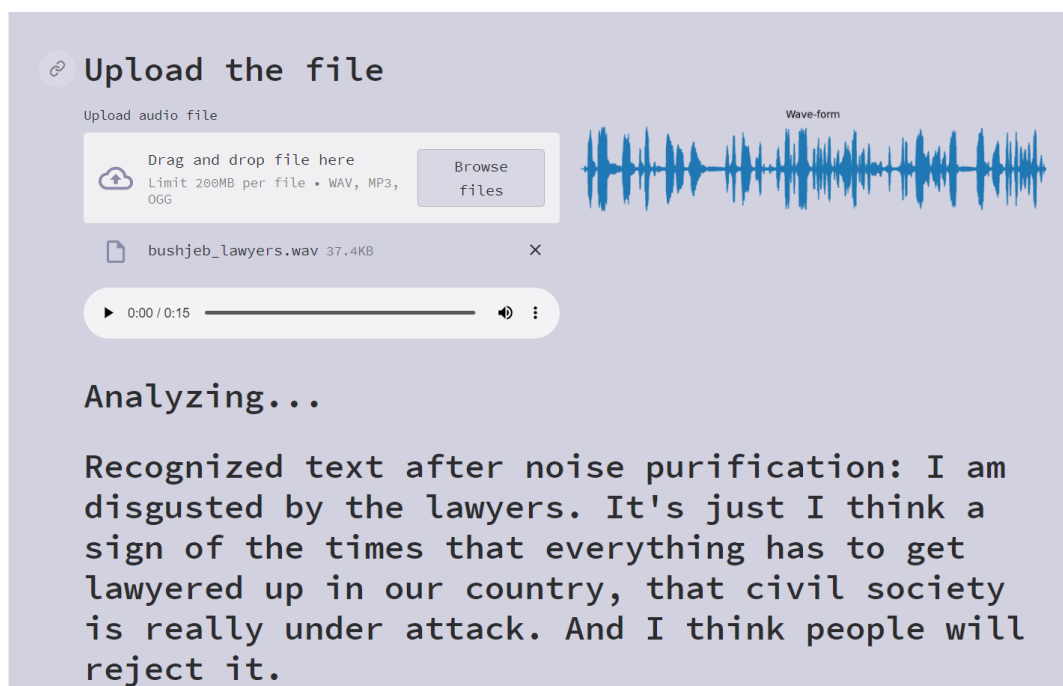 Upload the file
Upload audio file
Wave-form
Drag and drop file here
Limit 200MB per file • WAV, MP3,
OGG
Browse
files
bushjeb_lawyers.wav 37.4KB
0:00 / 0:15
Analyzing...
Recognized text after noise purification: I am
disgusted by the lawyers. It's just I think a
sign of the times that everything has to get
lawyered up in our country, that civil society
is really under attack. And I think people will
reject it.